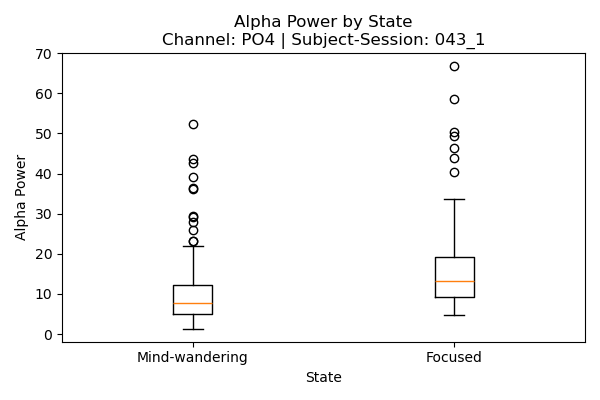 Alpha Power by State
Channel: PO4 | Subject-Session: 043_1
70
60
50
40
30
20
10
0
Alpha Power
Mind-wandering
Focused
State